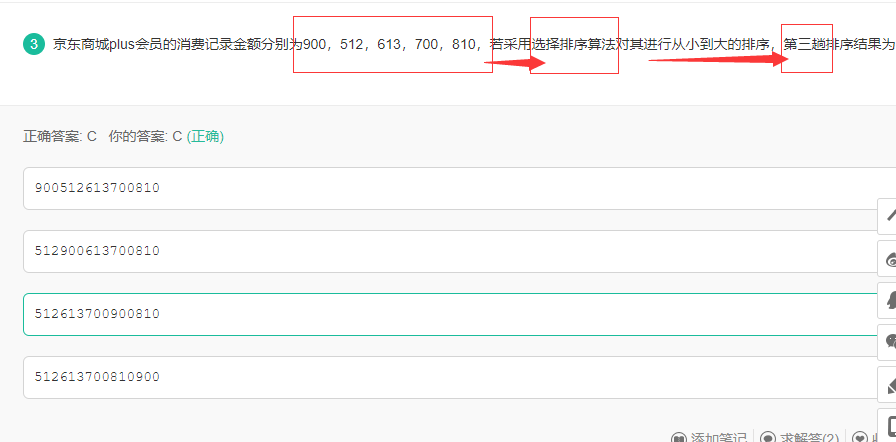 3 京东商城plus会员的消费记录金额分别为900，512，613，700，810，若采用选择排序算法对其进行从小到大的排序，第三趟排序结果为
正确答案: C 你的答案: C (正确)
900512613700810
512900613700810
512613700900810
512613700810900
添加笔记 求解答(2)